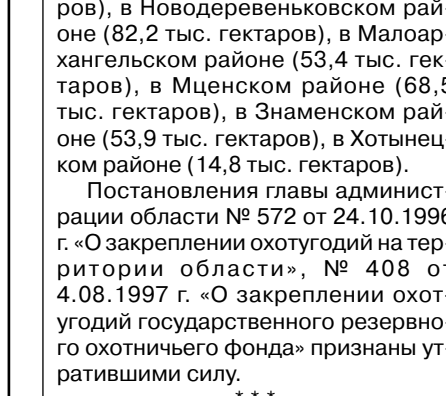 ров), в Новодеревеньковском рай-
оне (82,2 тыс. гектаров), в Малоар-
хангельском районе (53,4 тыс. гек-
таров), в Мценском районе (68,5
тыс. гектаров), в Знаменском рай-
оне (53,9 тыс. гектаров), в Хотынец-
ком районе (14,8 тыс. гектаров).
Постановления главы админист-
рации области № 572 от 24.10.1996
г. «О закреплении охотугодий на тер-
ритории области», № 408 от
4.08.1997 г. «О закреплении охот-
угодий государственного резервно-
го охотничьего фонда» признаны ут-
ратившими силу.
* * *